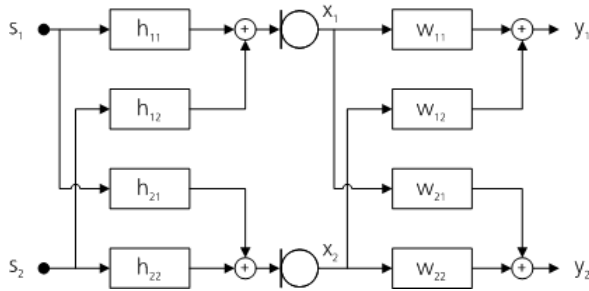 s₁ h₁₁ + x₁ w₁₁ + y₁
h₁₂ w₁₂
h₂₁ w₂₁
s₂ h₂₂ + x₂ w₂₂ + y₂